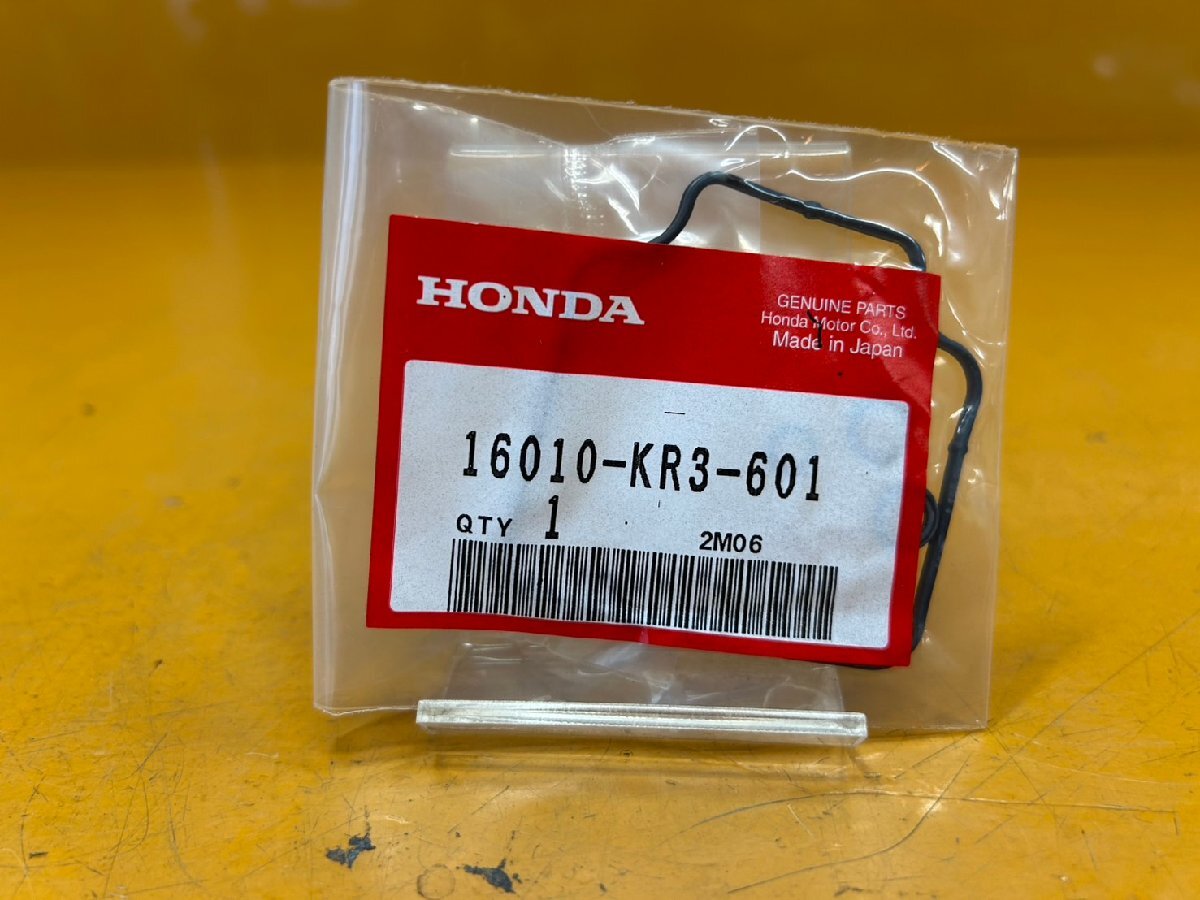 HONDA
GENUINE PARTS
Honda Motor Co., Ltd.
Made in Japan
16010-KR3-601
QTY 1 2M06